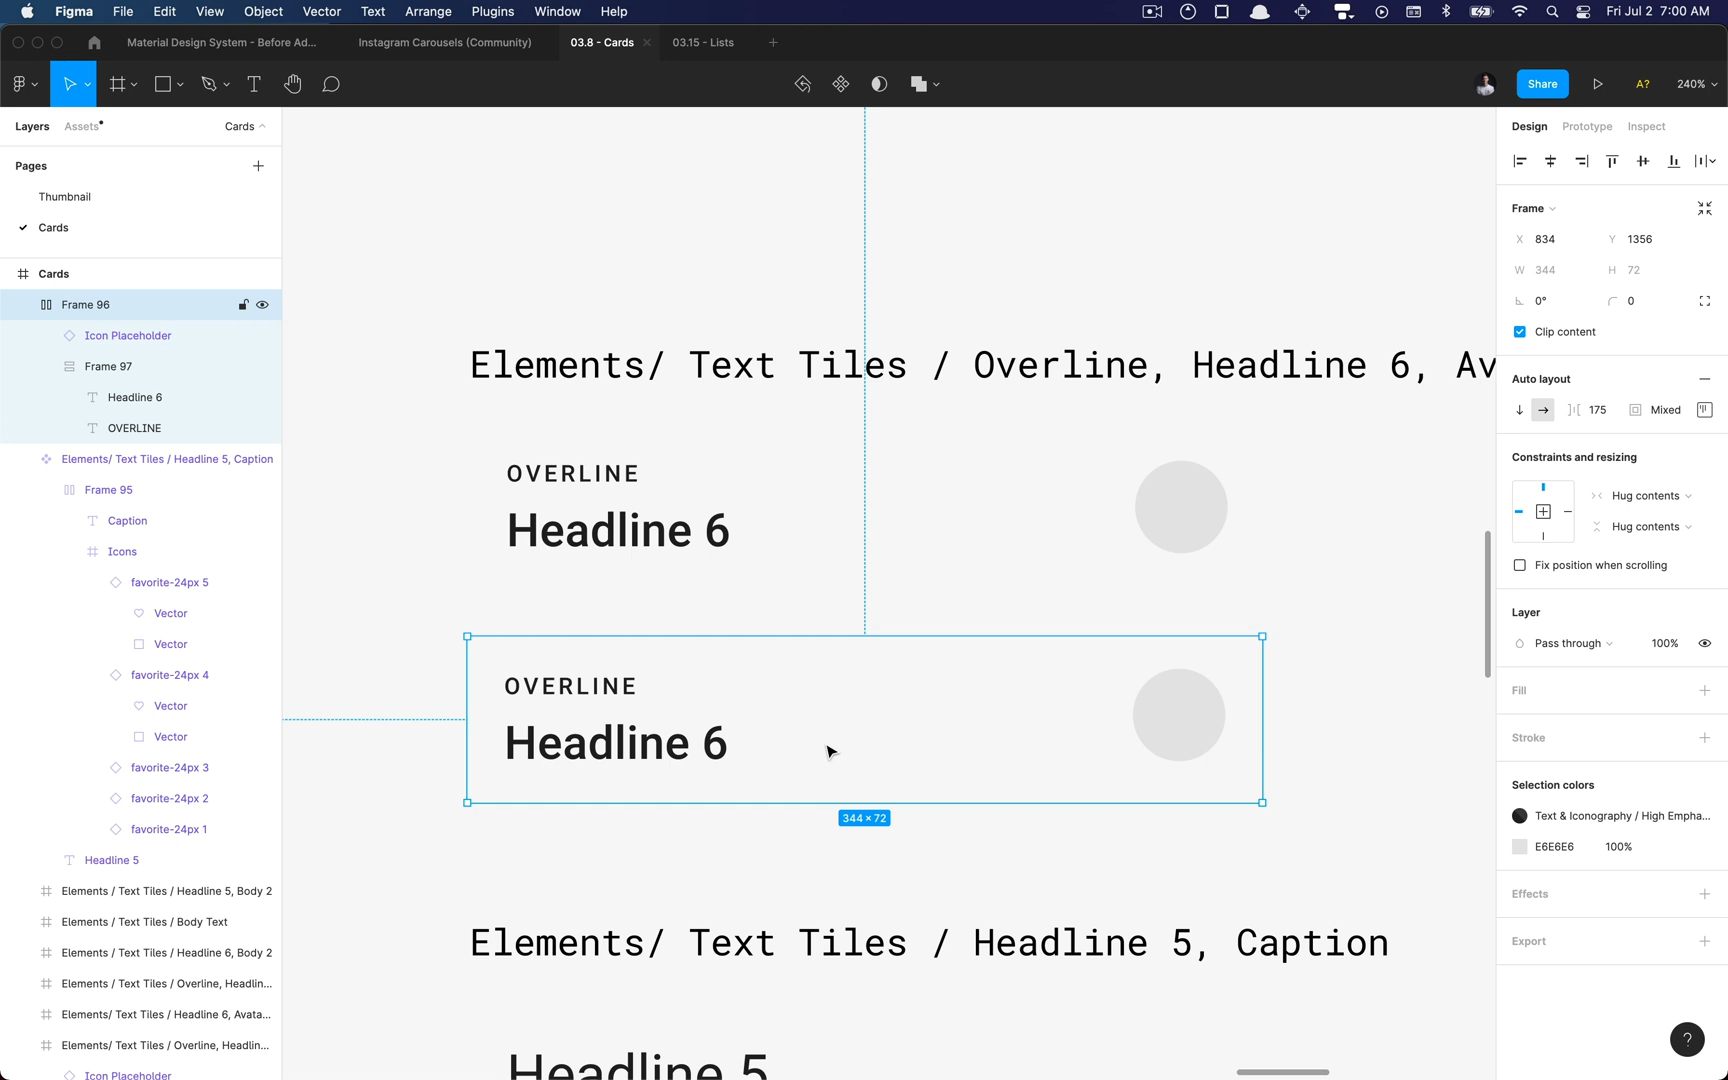 Figma File Edit View Object Vector Text Arrange Plugins Window Help Fri Jul 2 7:00 AM
Material Design System - Before Ad... Instagram Carousels (Community) 03.8 - Cards 03.15 - Lists
Share A? 240%
Layers Assets Cards
Pages
Thumbnail
Cards
Cards
Frame 96
Icon Placeholder
Frame 97
Headline 6
OVERLINE
Elements/ Text Tiles / Headline 5, Caption
Frame 95
Caption
Icons
favorite-24px 5
Vector
Vector
favorite-24px 4
Vector
Vector
favorite-24px 3
favorite-24px 2
favorite-24px 1
Headline 5
Elements / Text Tiles / Headline 5, Body 2
Elements / Text Tiles / Body Text
Elements / Text Tiles / Headline 6, Body 2
Elements / Text Tiles / Overline, Headlin...
Elements/ Text Tiles / Headline 6, Avata...
Elements/ Text Tiles / Overline, Headlin...
Icon Placeholder
Elements/ Text Tiles / Overline, Headline 6, Av
OVERLINE
Headline 6
OVERLINE
Headline 6
344 × 72
Elements/ Text Tiles / Headline 5, Caption
Headline 5
Design Prototype Inspect
Frame
X 834 Y 1356
W 344 H 72
0° 0
Clip content
Auto layout
175 Mixed
Constraints and resizing
Hug contents
Hug contents
Fix position when scrolling
Layer
Pass through 100%
Fill
Stroke
Selection colors
Text & Iconography / High Empha...
E6E6E6 100%
Effects
Export
?